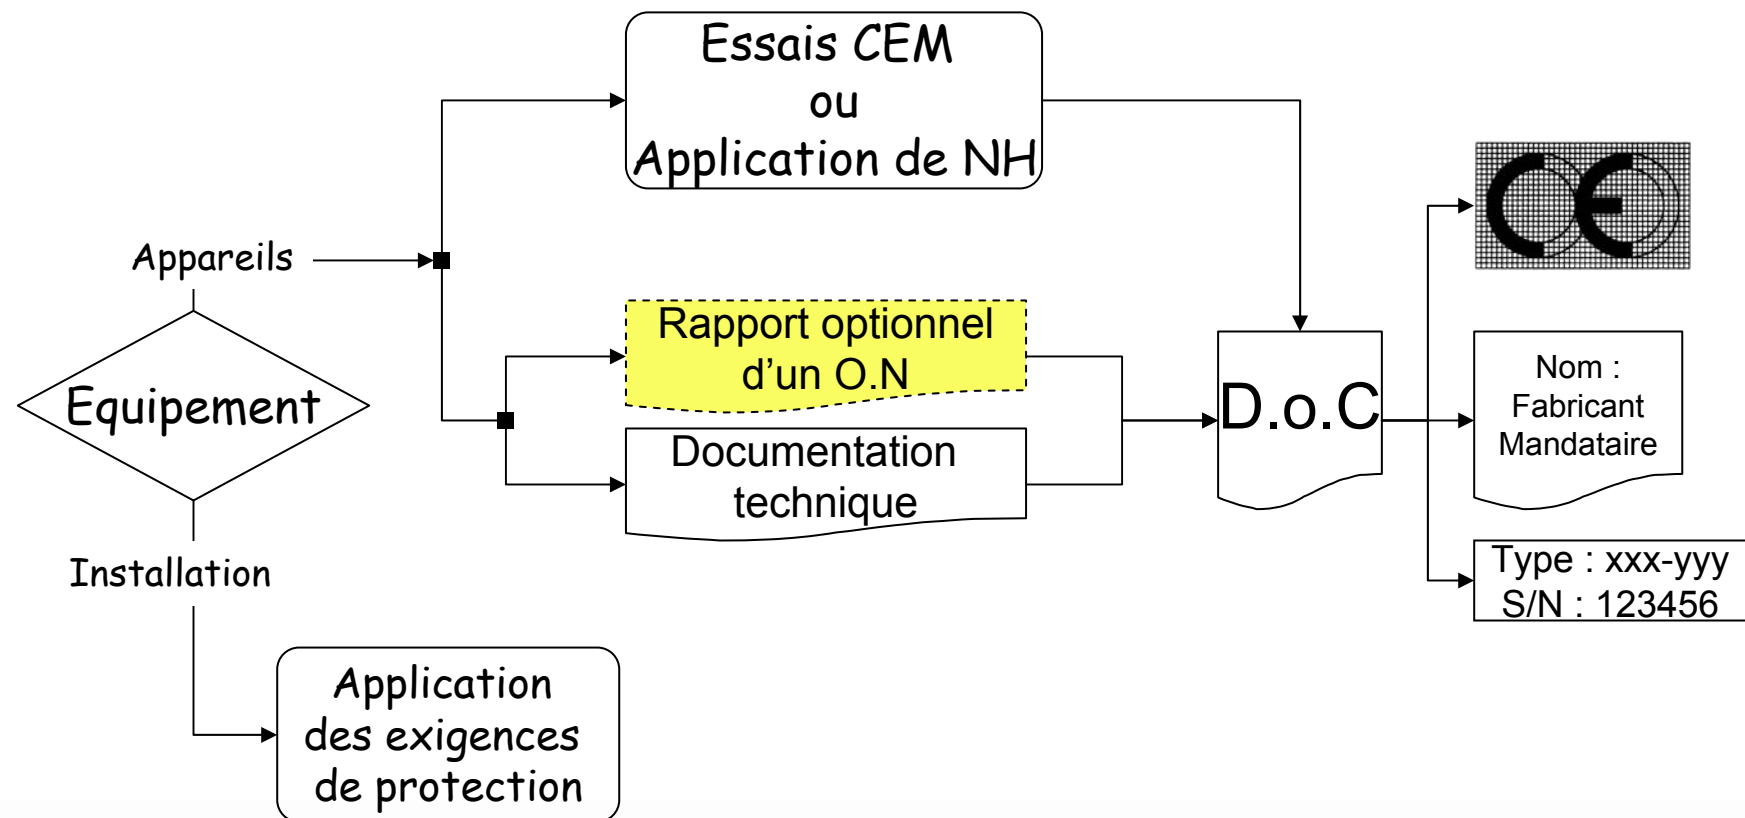 Essais CEM
ou
Application de NH
Appareils
CE
Rapport optionnel
d'un O.N
Equipement
D.o.C
Nom :
Fabricant
Mandataire
Documentation
technique
Installation
Type : xxx-yyy
S/N : 123456
Application
des exigences
de protection